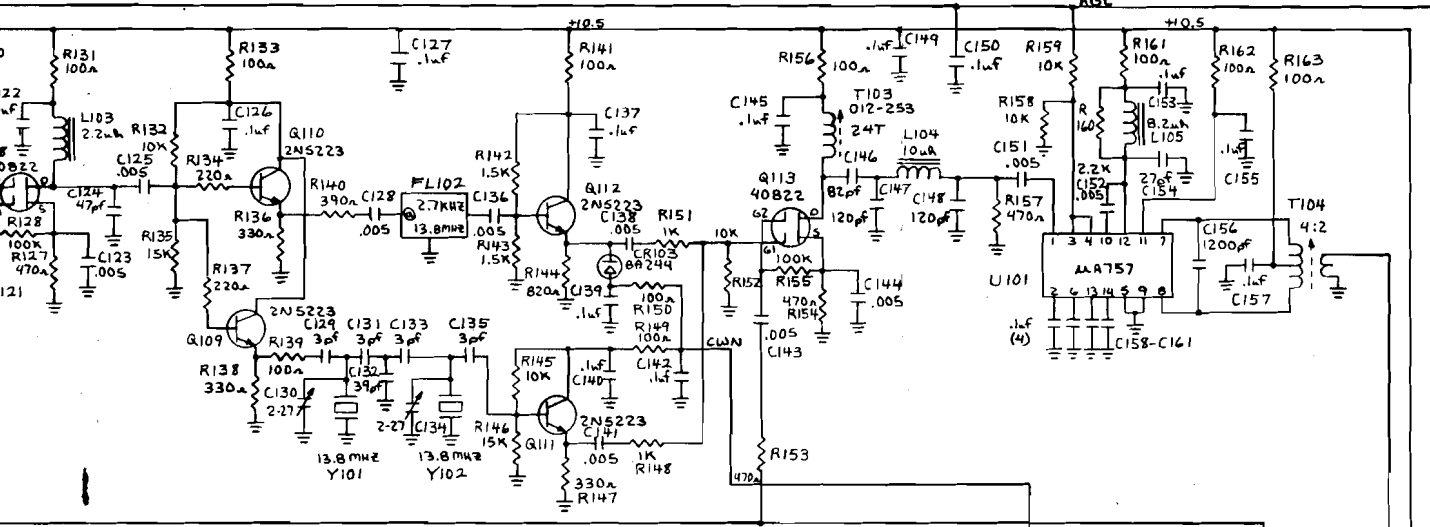 +10.5
+10.5
R131
100Ω
L103
2.2uh
R132
10K
R133
100Ω
C126
.1uf
Q110
2N5223
C125
.005
R134
220Ω
C124
47pf
R128
100K
R127
470Ω
C123
.005
R135
15K
R136
330Ω
R137
220Ω
2N5223
Q109
R138
330Ω
R139
100Ω
C129
3pf
C131
3pf
C133
3pf
C135
3pf
C132
39pf
C130
2-27
2-27
C134
13.8MHZ
Y101
13.8MHZ
Y102
R140
390Ω
C128
.005
FL102
2.7KHZ
13.8MHZ
C127
.1uf
C136
.005
R141
100Ω
C137
.1uf
R142
1.5K
R143
1.5K
Q112
2N5223
R144
820Ω
C138
.005
CR103
BA244
R151
1K
C139
.1uf
100Ω
R150
R149
100Ω
C142
.1uf
.1uf
C140
R145
10K
R146
15K
2N5223
Q111
C141
.005
1K
R148
330Ω
R147
CWN
470Ω
10K
R152
R153
.005
C143
R156
100Ω
C145
.1uf
T103
012-253
24T
Q113
40822
G2
G1
D
S
100K
R155
470Ω
R154
C144
.005
C146
82pf
120pf
C147
L104
10uh
C148
120pf
C149
.1uf
C150
.1uf
R157
470Ω
C151
.005
R159
10K
R158
10K
R161
100Ω
R
160
.1uf
C153
8.2uh
L105
2.2K
C152
.005
27pf
C154
R162
100Ω
.1uf
C155
R163
100Ω
T104
4:2
C156
1200pf
.1uf
C157
U101
uA757
1 3 4 10 12 11 7
2 6 13 14 5 9 8
.1uf
(4)
C158-C161